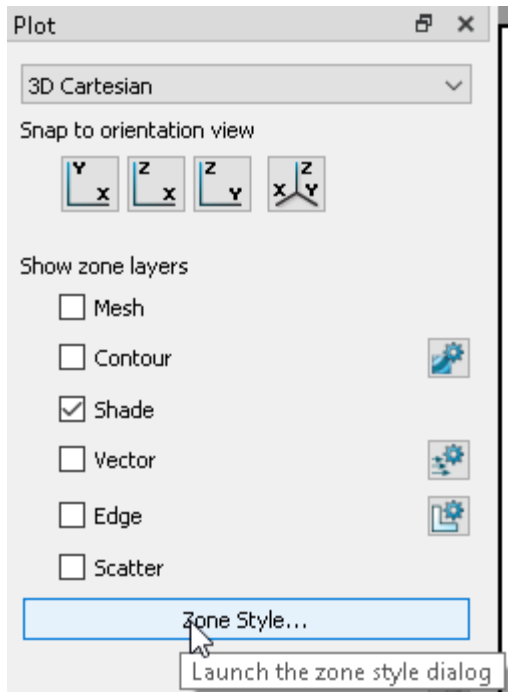 Plot
3D Cartesian
Snap to orientation view
Y X Z X Z Y Z X Y
Show zone layers
Mesh
Contour
Shade
Vector
Edge
Scatter
Zone Style...
Launch the zone style dialog